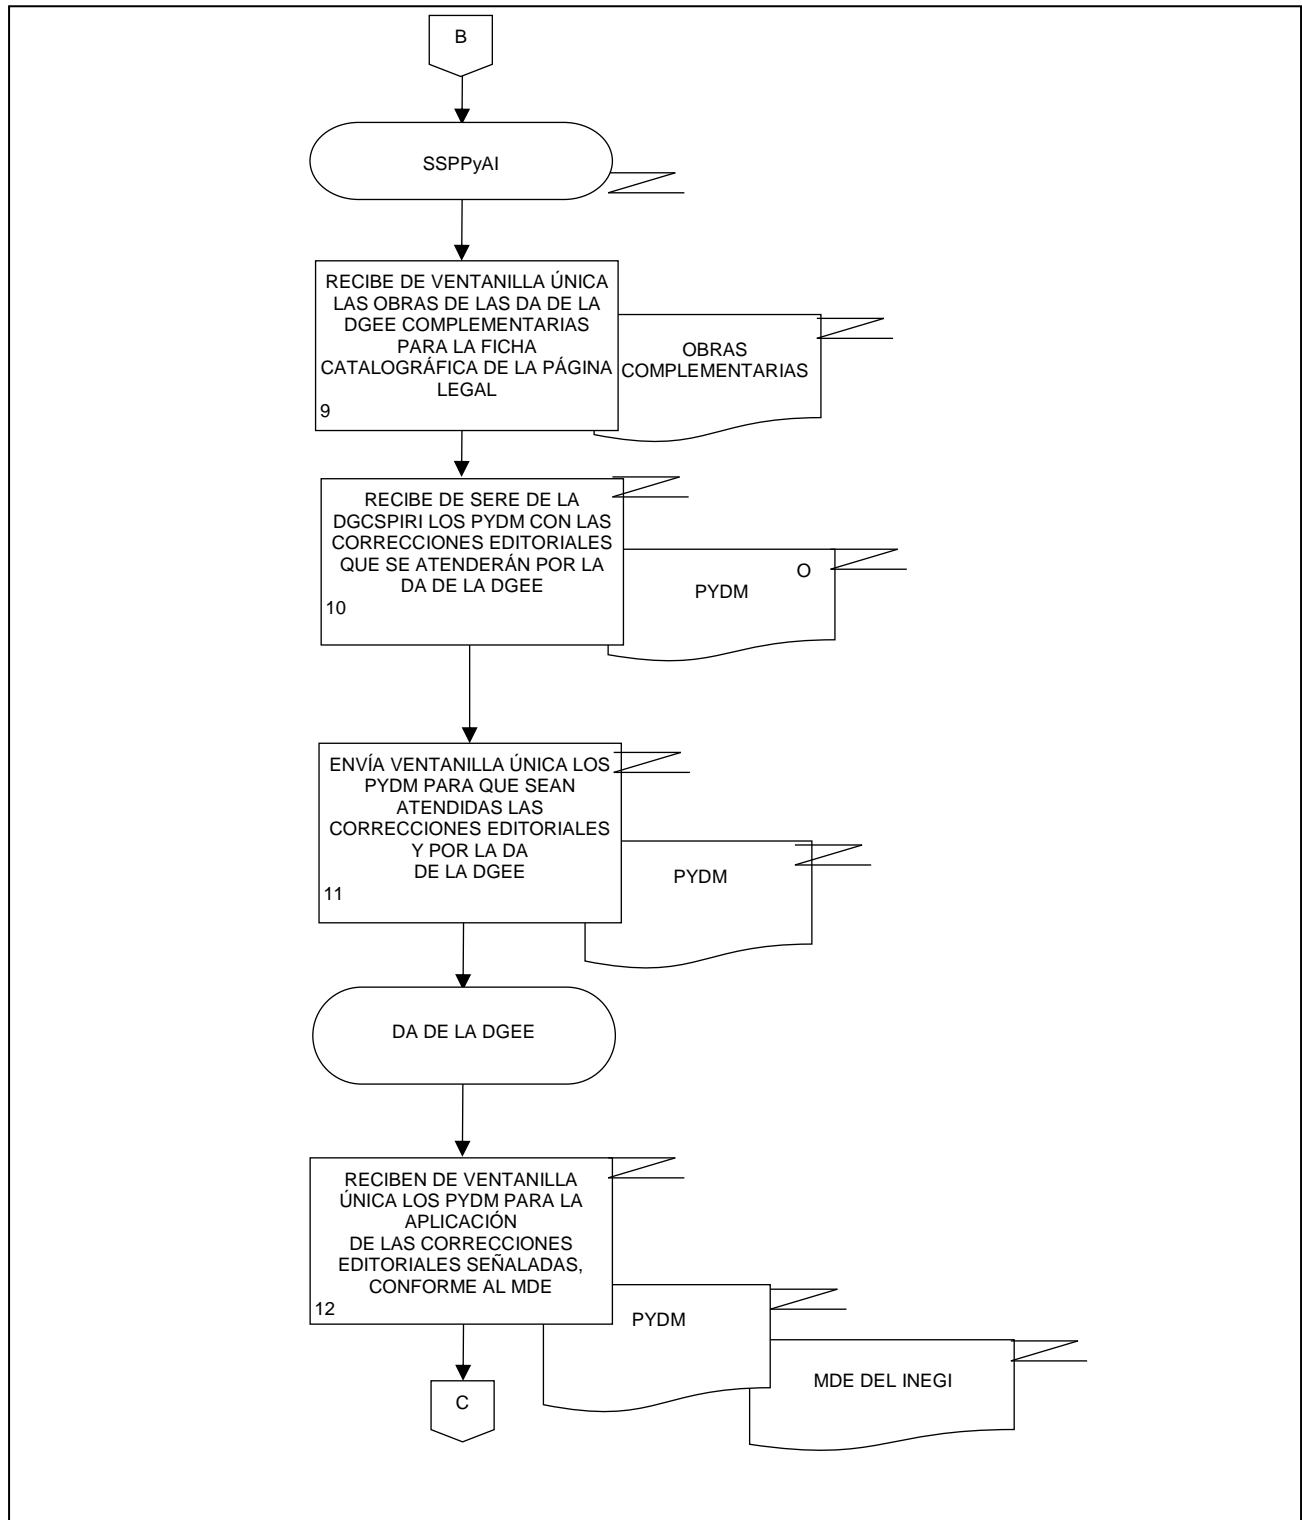 B
SSPPyAI
RECIBE DE VENTANILLA ÚNICA
LAS OBRAS DE LAS DA DE LA
DGEE COMPLEMENTARIAS
PARA LA FICHA
CATALOGRÁFICA DE LA PÁGINA
LEGAL
9
OBRAS
COMPLEMENTARIAS
RECIBE DE SERE DE LA
DGCSPIRI LOS PYDM CON LAS
CORRECCIONES EDITORIALES
QUE SE ATENDERÁN POR LA
DA DE LA DGEE
10
O
PYDM
ENVÍA VENTANILLA ÚNICA LOS
PYDM PARA QUE SEAN
ATENDIDAS LAS
CORRECCIONES EDITORIALES
Y POR LA DA
DE LA DGEE
11
PYDM
DA DE LA DGEE
RECIBEN DE VENTANILLA
ÚNICA LOS PYDM PARA LA
APLICACIÓN
DE LAS CORRECCIONES
EDITORIALES SEÑALADAS,
CONFORME AL MDE
12
PYDM
MDE DEL INEGI
C